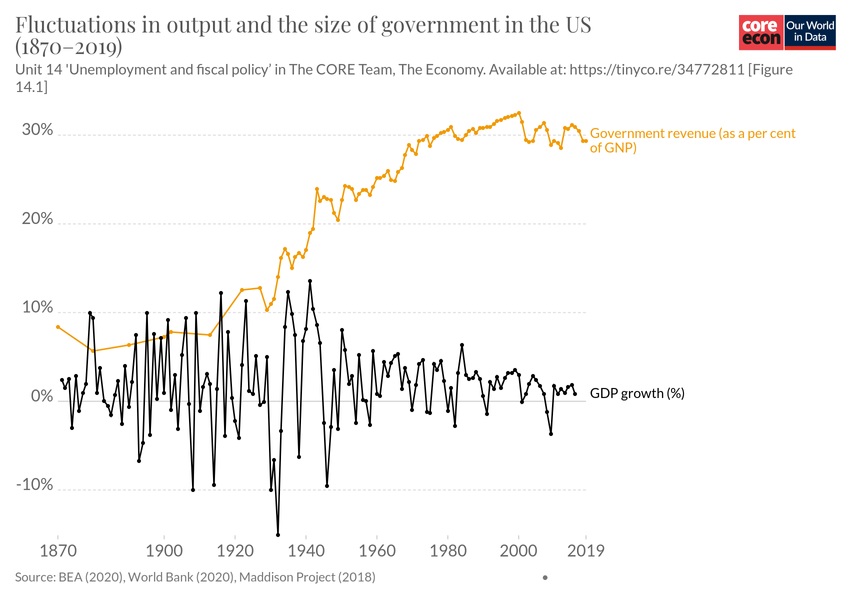 Fluctuations in output and the size of government in the US
(1870–2019)
core
econ
Our World
in Data
Unit 14 'Unemployment and fiscal policy' in The CORE Team, The Economy. Available at: https://tinyco.re/34772811 [Figure
14.1]
30%
Government revenue (as a per cent
of GNP)
20%
10%
0%
GDP growth (%)
-10%
1870
1900
1920
1940
1960
1980
2000
2019
Source: BEA (2020), World Bank (2020), Maddison Project (2018)